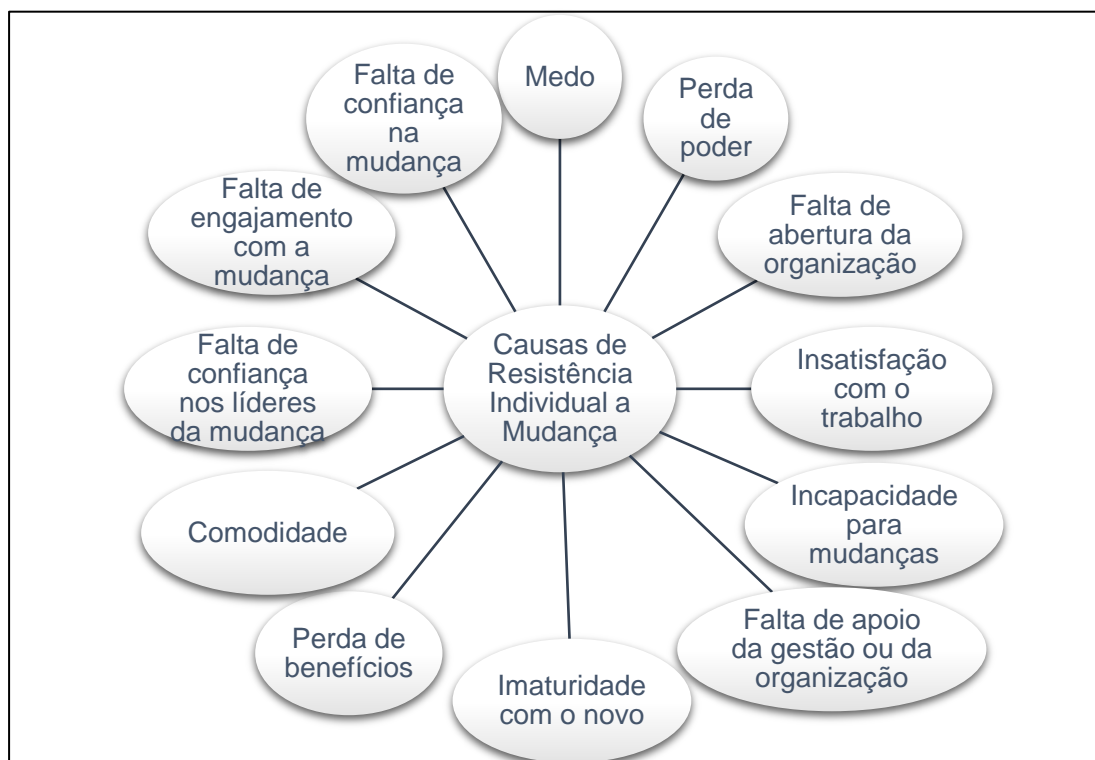 Medo
Perda
de
poder
Falta de
abertura da
organização
Insatisfação
com o
trabalho
Incapacidade
para
mudanças
Falta de apoio
da gestão ou da
organização
Imaturidade
com o novo
Perda de
benefícios
Comodidade
Falta de
confiança
nos líderes
da mudança
Falta de
engajamento
com a
mudança
Falta de
confiança
na
mudança
Causas de
Resistência
Individual a
Mudança